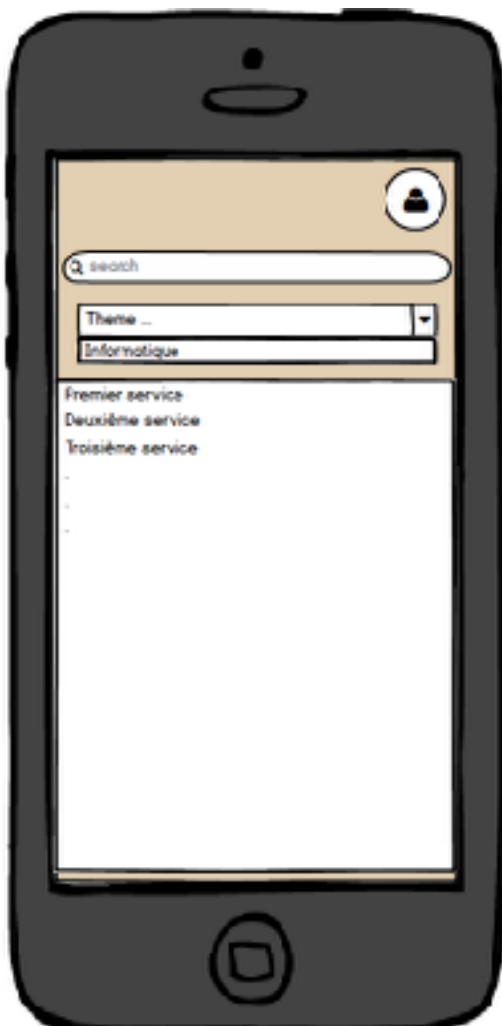 search
Theme ...
Informatique
Premier service
Deuxième service
Troisième service
.
.
.